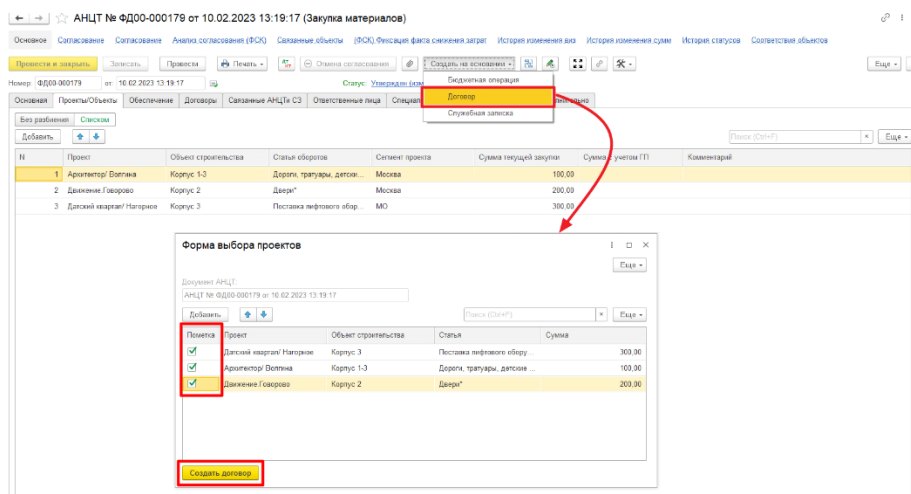 АНЦТ № ФД00-000179 от 10.02.2023 13:19:17 (Закупка материалов)
Основное Согласование Согласование Анализ согласования (ФСК) Связанные объекты (ФСК) Фиксация факта снижения затрат История изменения виз История изменения сумм История статусов Соответствия объектов
Провести и закрыть Записать Провести Печать Отмена согласования Создать на основании Еще
Номер: ФД00-000179 от: 10.02.2023 13:19:17 Статус: Утвержден
Бюджетная операция
Договор
Служебная записка
Основная Проекты/Объекты Обеспечение Договоры Связанные АНЦТи СЗ Ответственные лица
Без разбиения Списком
Добавить Поиск (Ctrl+F) × Еще
N Проект Объект строительства Статья оборотов Сегмент проекта Сумма текущей закупки Сумма с учетом ГП Комментарий
1 Архитектор/ Волгина Корпус 1-3 Дороги, тратуары, детски... Москва 100,00
2 Движение.Говорово Корпус 2 Двери* Москва 200,00
3 Датский квартал/ Нагорное Корпус 3 Поставка лифтового обор... МО 300,00
Форма выбора проектов
Еще
Документ АНЦТ:
АНЦТ № ФД00-000179 от 10.02.2023 13:19:17
Добавить Поиск (Ctrl+F) × Еще
Пометка Проект Объект строительства Статья Сумма
Датский квартал/ Нагорное Корпус 3 Поставка лифтового обору... 300,00
Архитектор/ Волгина Корпус 1-3 Дороги, тратуары, детские ... 100,00
Движение.Говорово Корпус 2 Двери* 200,00
Создать договор